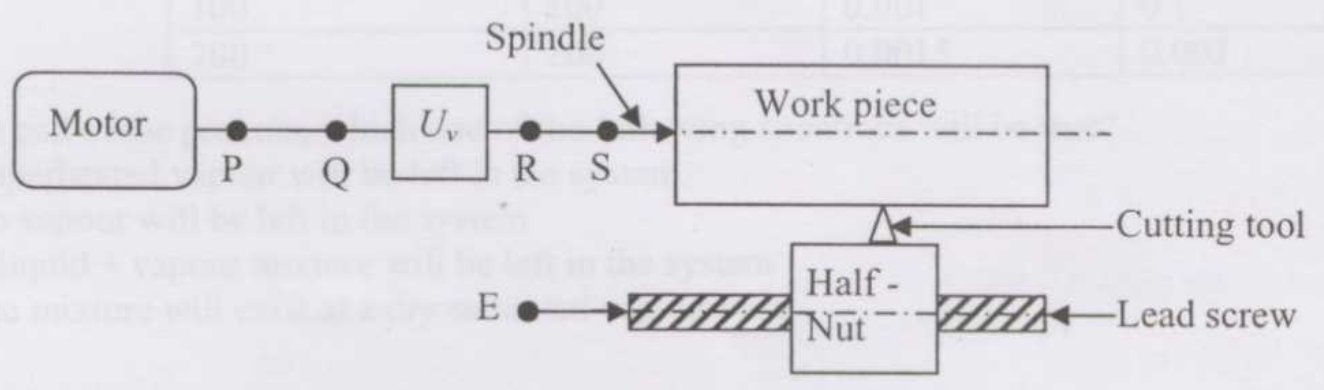 Spindle
Motor
U_v
Work piece
P
Q
R
S
Cutting tool
E
Half -
Nut
Lead screw